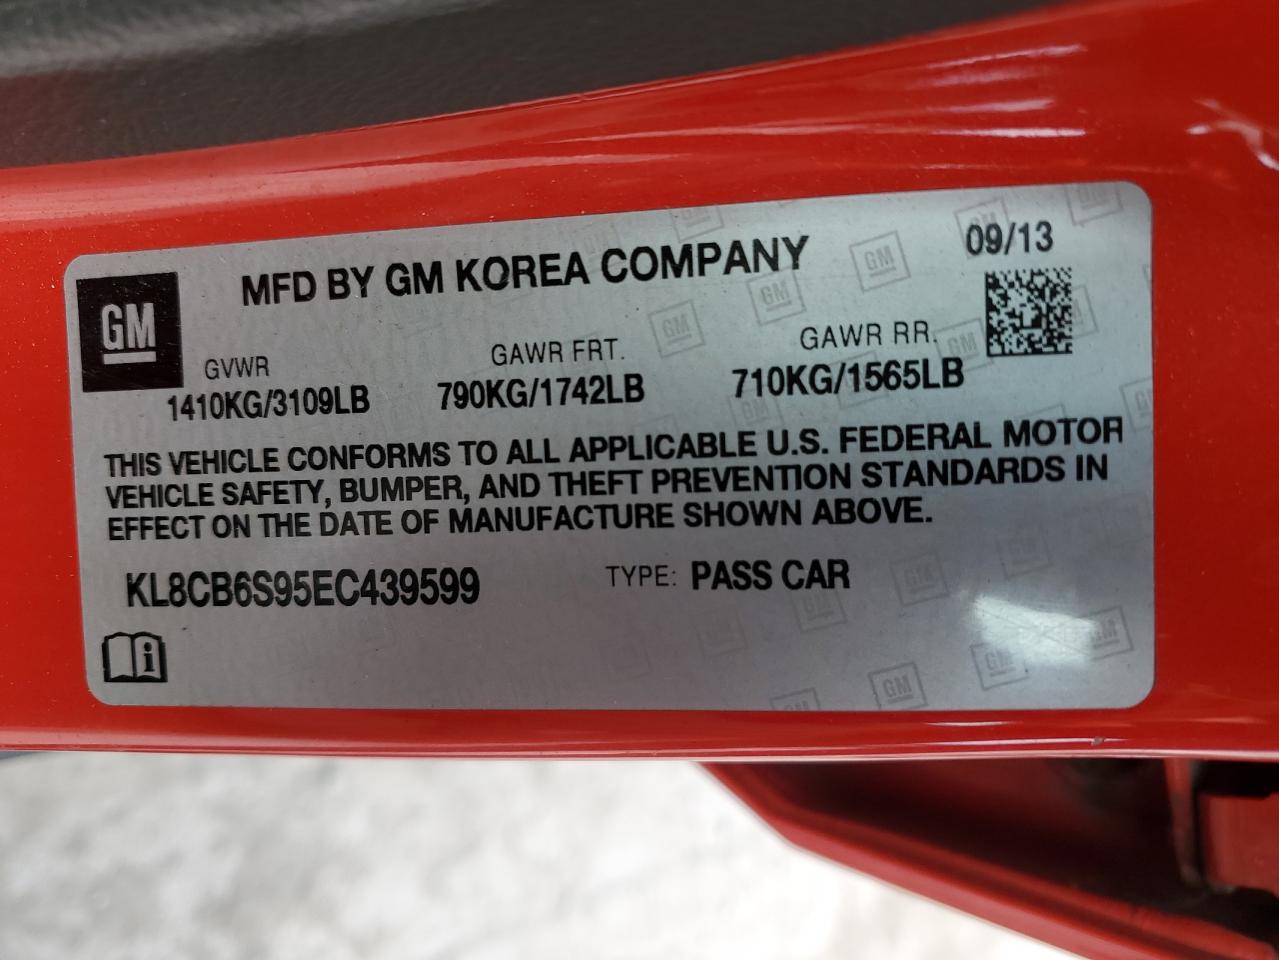 MFD BY GM KOREA COMPANY
09/13
GM
GVWR
GAWR FRT.
GAWR RR.
1410KG/3109LB
790KG/1742LB
710KG/1565LB
THIS VEHICLE CONFORMS TO ALL APPLICABLE U.S. FEDERAL MOTOR
VEHICLE SAFETY, BUMPER, AND THEFT PREVENTION STANDARDS IN
EFFECT ON THE DATE OF MANUFACTURE SHOWN ABOVE.
KL8CB6S95EC439599
TYPE: PASS CAR